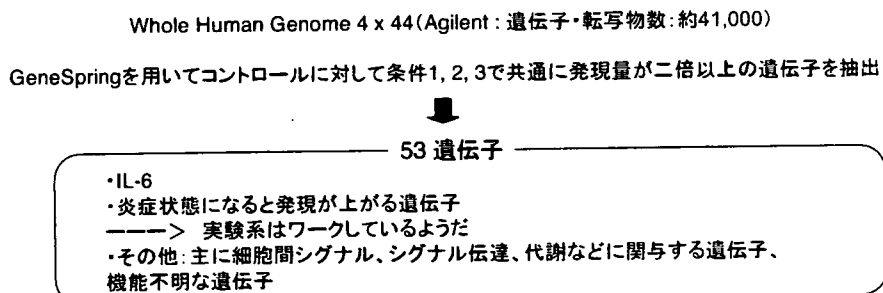 Whole Human Genome 4 x 44(Agilent : 遺伝子・転写物数:約41,000)
GeneSpringを用いてコントロールに対して条件1, 2, 3で共通に発現量が二倍以上の遺伝子を抽出
53 遺伝子
・IL-6
・炎症状態になると発現が上がる遺伝子
———> 実験系はワークしているようだ
・その他:主に細胞間シグナル、シグナル伝達、代謝などに関与する遺伝子、
機能不明な遺伝子